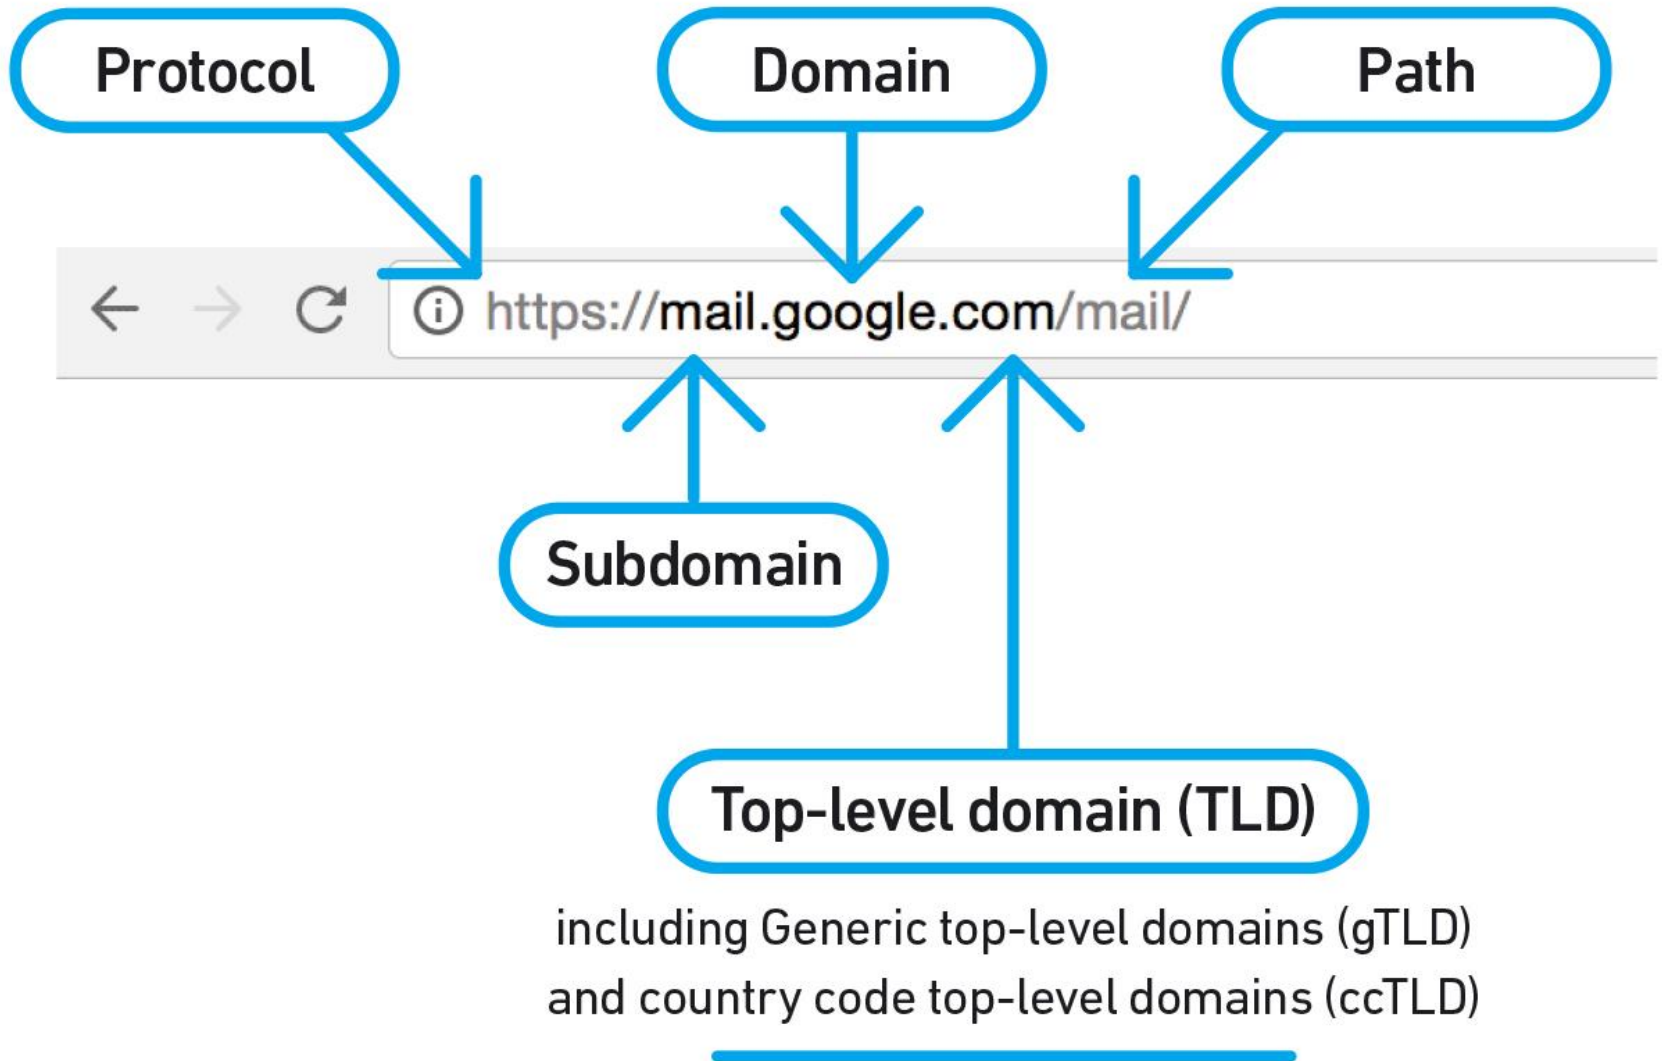 Protocol
Domain
Path
https://mail.google.com/mail/
Subdomain
Top-level domain (TLD)
including Generic top-level domains (gTLD)
and country code top-level domains (ccTLD)